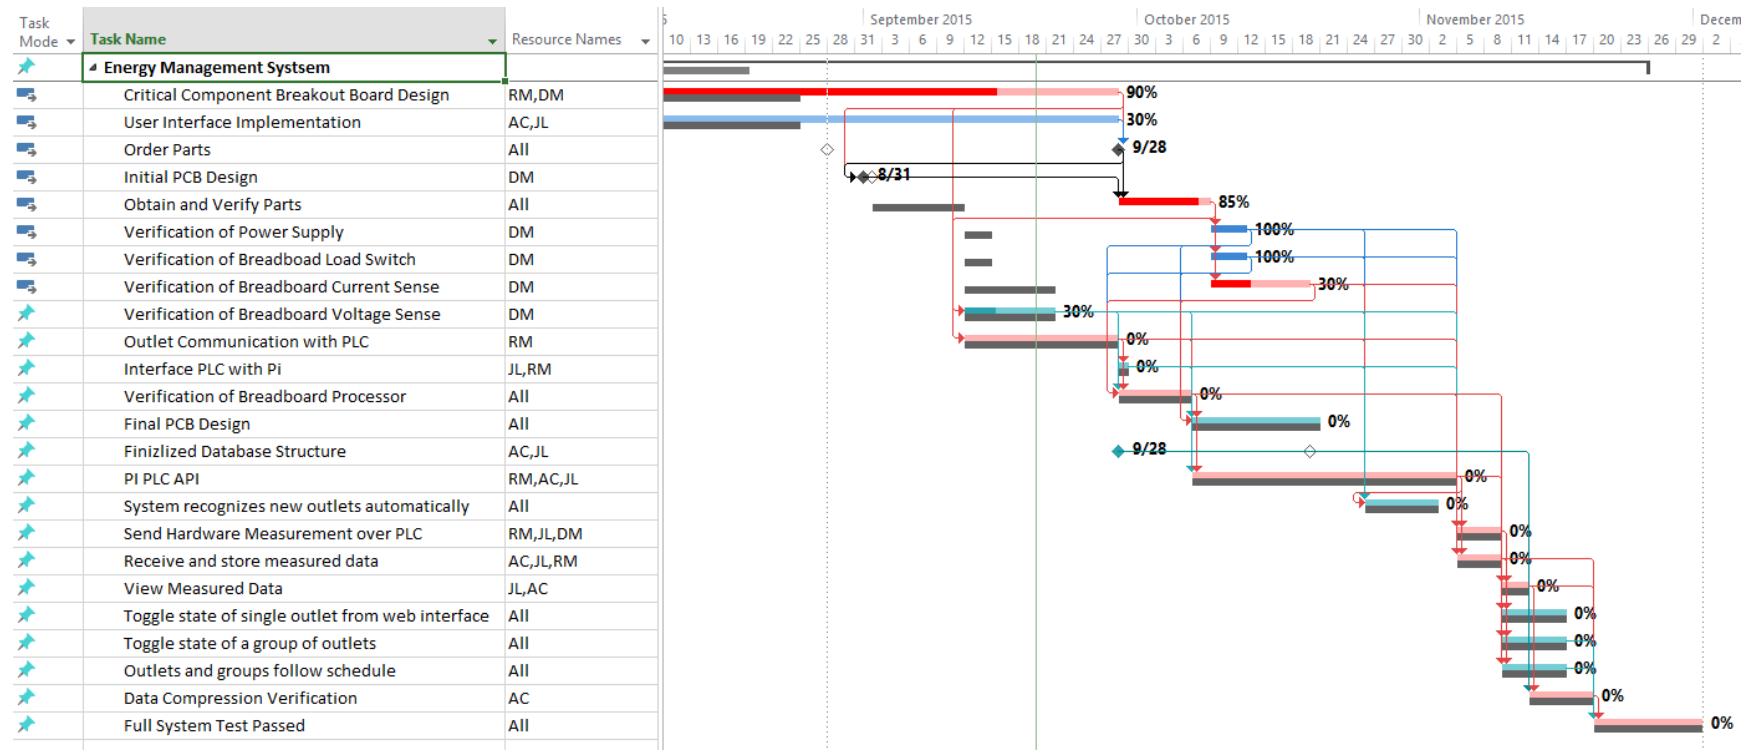 5 September 2015 October 2015 November 2015 Decem
Task
Mode Task Name Resource Names
10 13 16 19 22 25 28 31 3 6 9 12 15 18 21 24 27 30 3 6 9 12 15 18 21 24 27 30 2 5 8 11 14 17 20 23 26 29 2
Energy Management Systsem
Critical Component Breakout Board Design RM,DM 90%
User Interface Implementation AC,JL 30%
Order Parts All 9/28
Initial PCB Design DM 8/31
Obtain and Verify Parts All 85%
Verification of Power Supply DM 100%
Verification of Breadboad Load Switch DM 100%
Verification of Breadboard Current Sense DM 30%
Verification of Breadboard Voltage Sense DM 30%
Outlet Communication with PLC RM 0%
Interface PLC with Pi JL,RM 0%
Verification of Breadboard Processor All 0%
Final PCB Design All 0%
Finizlized Database Structure AC,JL 9/28
PI PLC API RM,AC,JL 0%
System recognizes new outlets automatically All 0%
Send Hardware Measurement over PLC RM,JL,DM 0%
Receive and store measured data AC,JL,RM 0%
View Measured Data JL,AC 0%
Toggle state of single outlet from web interface All 0%
Toggle state of a group of outlets All 0%
Outlets and groups follow schedule All 0%
Data Compression Verification AC 0%
Full System Test Passed All 0%